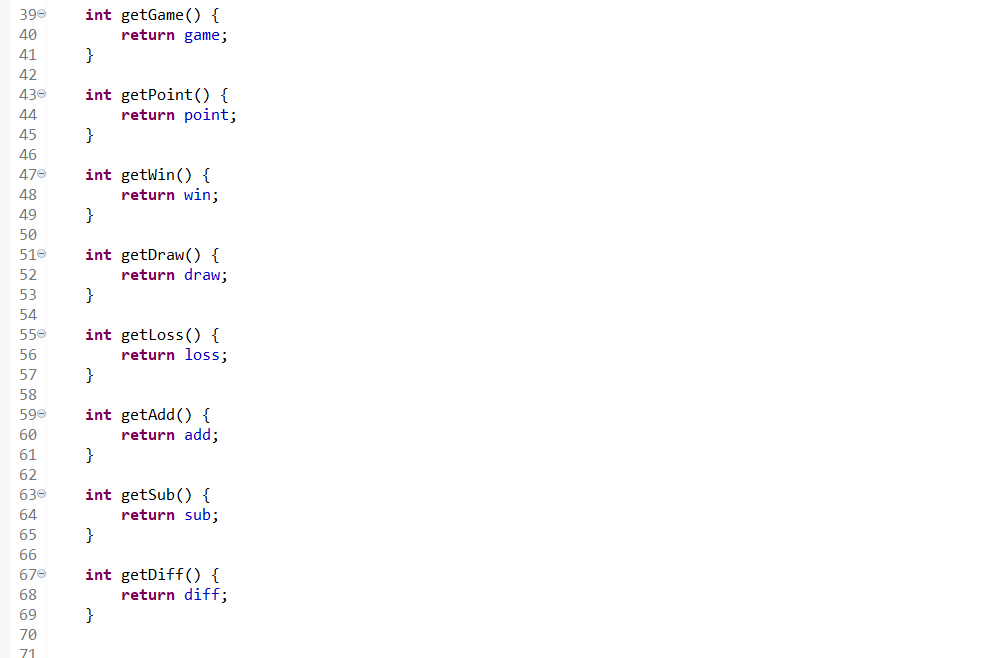 39 int getGame() {
40 return game;
41 }
42
43 int getPoint() {
44 return point;
45 }
46
47 int getWin() {
48 return win;
49 }
50
51 int getDraw() {
52 return draw;
53 }
54
55 int getLoss() {
56 return loss;
57 }
58
59 int getAdd() {
60 return add;
61 }
62
63 int getSub() {
64 return sub;
65 }
66
67 int getDiff() {
68 return diff;
69 }
70
71